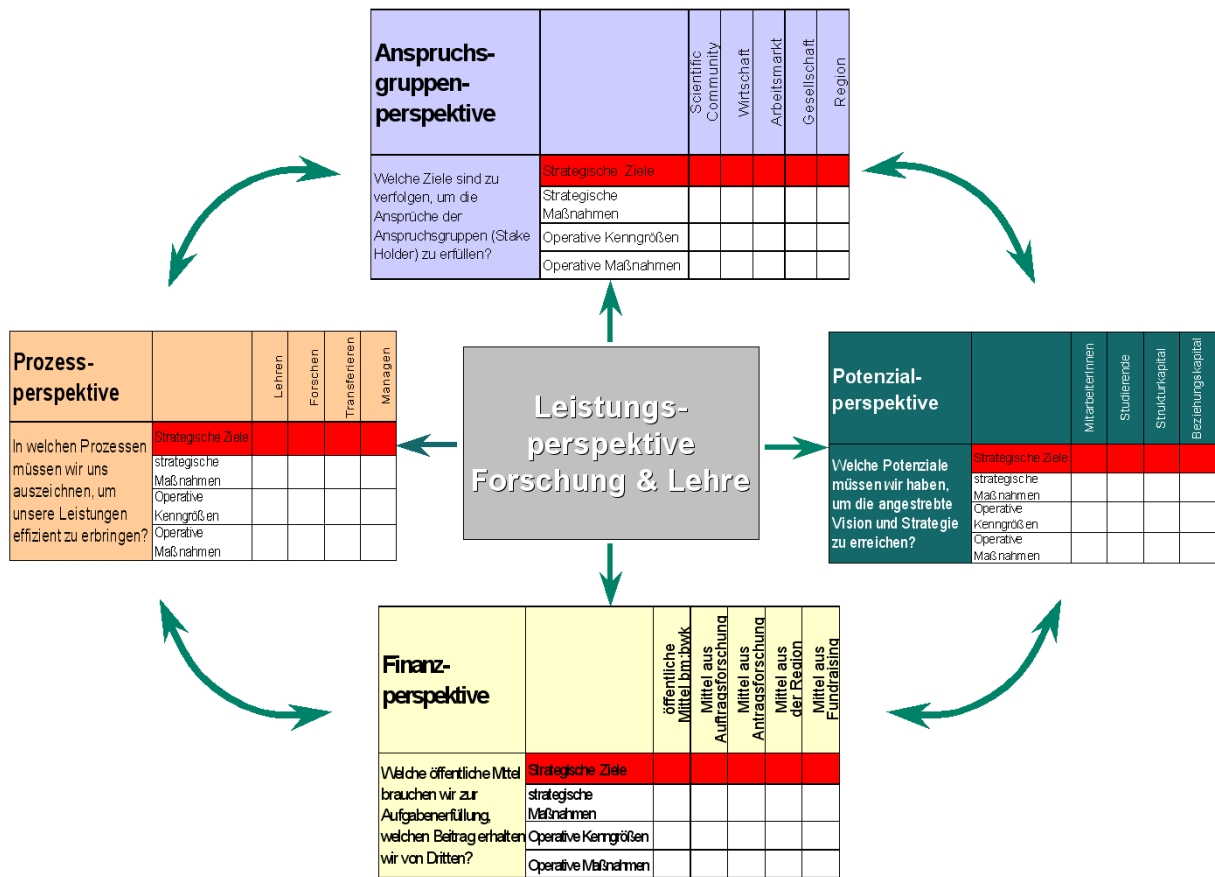 Anspruchs-
gruppen-
perspektive
Scientific
Community
Wirtschaft
Arbeitsmarkt
Gesellschaft
Region
Welche Ziele sind zu
verfolgen, um die
Ansprüche der
Anspruchsgruppen (Stake
Holder) zu erfüllen?
Strategische Ziele
Strategische
Maßnahmen
Operative Kenngrößen
Operative Maßnahmen
Prozess-
perspektive
Lehren
Forschen
Transferieren
Managen
In welchen Prozessen
müssen wir uns
auszeichnen, um
unsere Leistungen
effizient zu erbringen?
Strategische Ziele
strategische
Maßnahmen
Operative
Kenngrößen
Operative
Maßnahmen
Leistungs-
perspektive
Forschung & Lehre
Potenzial-
perspektive
MitarbeiterInnen
Studierende
Strukturkapital
Beziehungskapital
Welche Potenziale
müssen wir haben,
um die angestrebte
Vision und Strategie
zu erreichen?
Strategische Ziele
strategische
Maßnahmen
Operative
Kenngrößen
Operative
Maßnahmen
Finanz-
perspektive
öffentliche
Mittel bm:bwk
Mittel aus
Auftragsforschung
Mittel aus
Antragsforschung
Mittel aus
der Region
Mittel aus
Fundraising
Welche öffentliche Mittel
brauchen wir zur
Aufgabenerfüllung,
welchen Beitrag erhalten
wir von Dritten?
Strategische Ziele
strategische
Maßnahmen
Operative Kenngrößen
Operative Maßnahmen